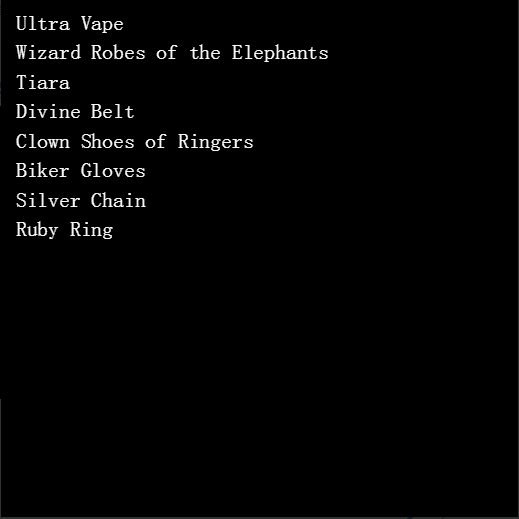 Ultra Vape
Wizard Robes of the Elephants
Tiara
Divine Belt
Clown Shoes of Ringers
Biker Gloves
Silver Chain
Ruby Ring